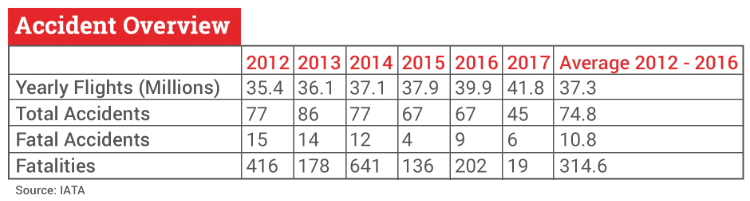 Accident Overview
2012 2013 2014 2015 2016 2017 Average 2012 - 2016
Yearly Flights (Millions) 35.4 36.1 37.1 37.9 39.9 41.8 37.3
Total Accidents 77 86 77 67 67 45 74.8
Fatal Accidents 15 14 12 4 9 6 10.8
Fatalities 416 178 641 136 202 19 314.6
Source: IATA